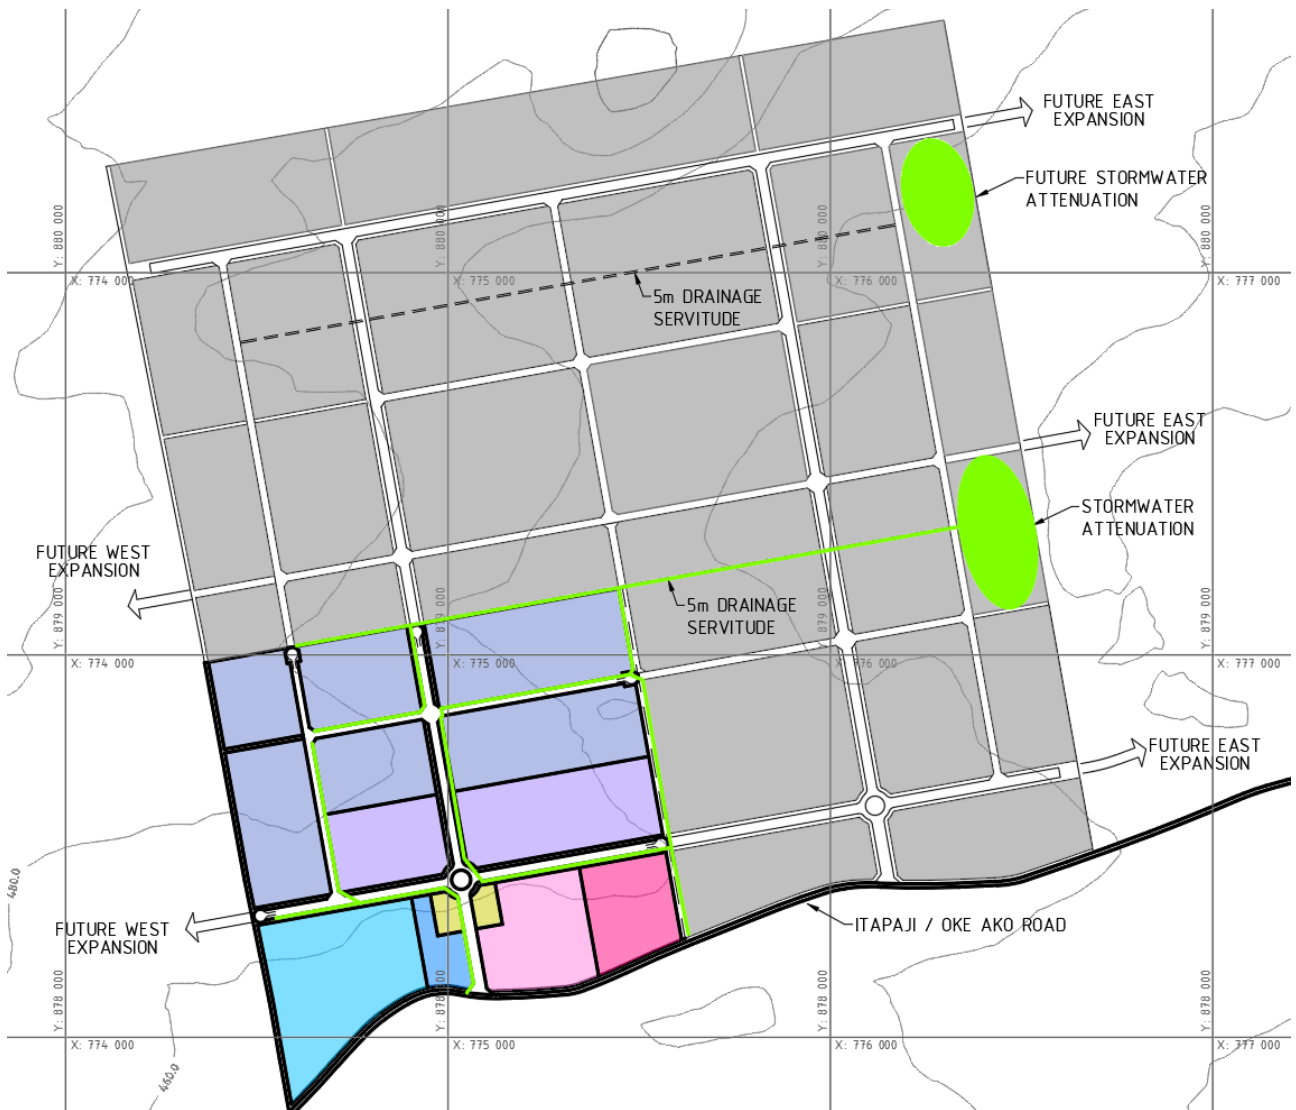 FUTURE EAST
EXPANSION
FUTURE STORMWATER
ATTENUATION
Y: 880 000
Y: 880 000
Y: 880 000
Y: 880 000
X: 774 000
X: 775 000
X: 776 000
X: 777 000
5m DRAINAGE
SERVITUDE
FUTURE EAST
EXPANSION
STORMWATER
ATTENUATION
FUTURE WEST
EXPANSION
5m DRAINAGE
SERVITUDE
Y: 879 000
Y: 879 000
Y: 879 000
Y: 879 000
X: 774 000
X: 775 000
X: 776 000
X: 777 000
FUTURE EAST
EXPANSION
480.0
FUTURE WEST
EXPANSION
ITAPAJI / OKE AKO ROAD
Y: 878 000
Y: 878 000
Y: 878 000
Y: 878 000
X: 774 000
X: 775 000
X: 776 000
X: 777 000
460.0